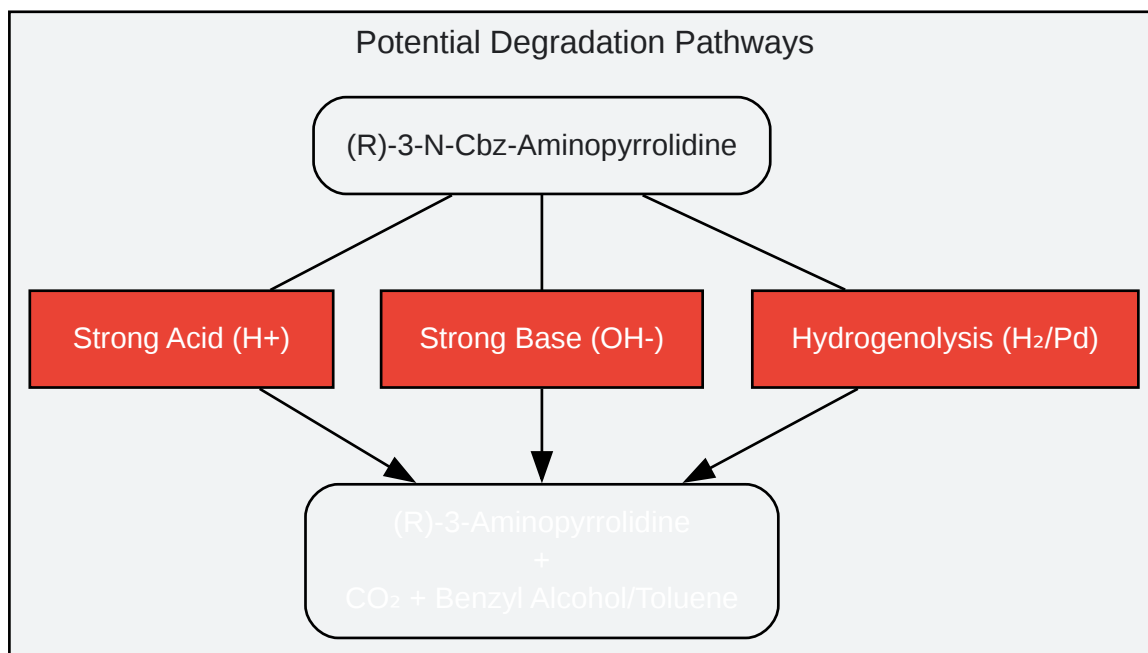 Potential Degradation Pathways
(R)-3-N-Cbz-Aminopyrrolidine
Strong Acid (H+)
Strong Base (OH-)
Hydrogenolysis (H₂/Pd)
(R)-3-Aminopyrrolidine
+
CO₂ + Benzyl Alcohol/Toluene